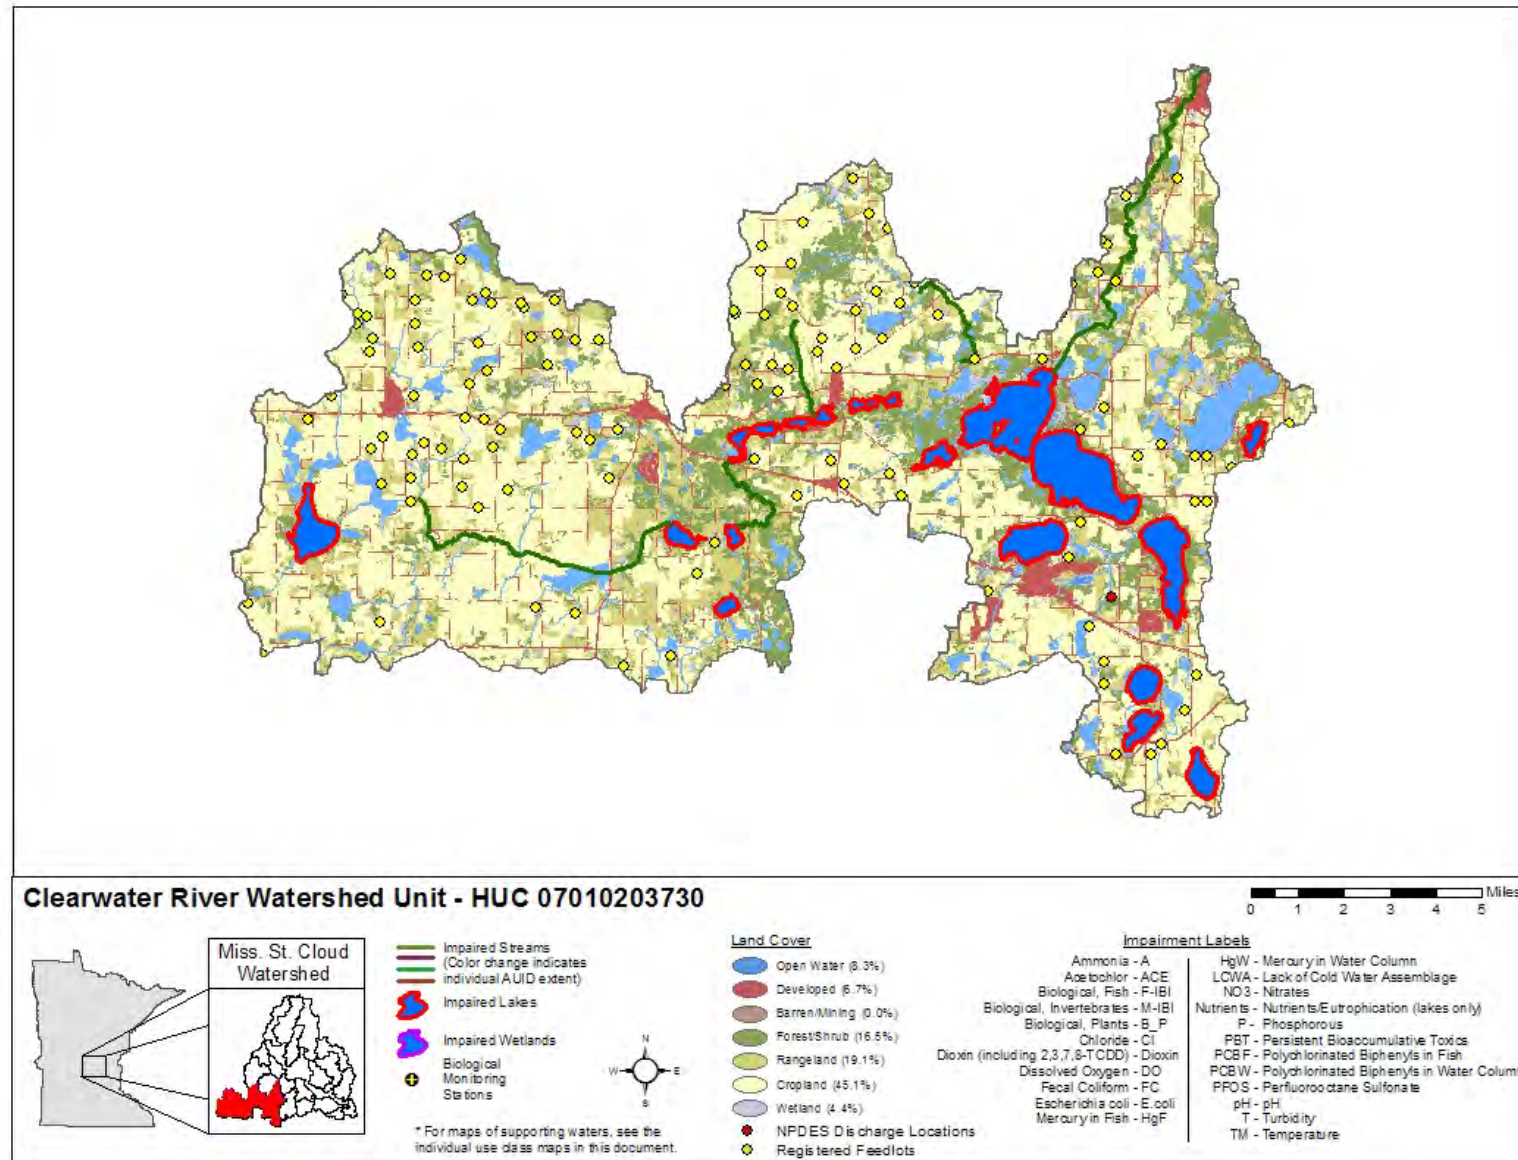 Clearwater River Watershed Unit - HUC 07010203730
Miles
0 1 2 3 4 5
Miss. St. Cloud
Watershed
Impaired Streams
(Color change indicates
individual AUID extent)
Impaired Lakes
Impaired Wetlands
Biological
Monitoring
Stations
* For maps of supporting waters, see the
individual use class maps in this document.
N
W E
S
Land Cover
Open Water (8.3%)
Developed (6.7%)
Barren/Mining (0.0%)
Forest/Shrub (16.5%)
Rangeland (19.1%)
Cropland (45.1%)
Wetland (4.4%)
NPDES Discharge Locations
Registered Feedlots
Impairment Labels
Ammonia - A
Acetochlor - ACE
Biological, Fish - F-IBI
Biological, Invertebrates - M-IBI
Biological, Plants - B_P
Chloride - Cl
Dioxin (including 2,3,7,8-TCDD) - Dioxin
Dissolved Oxygen - DO
Fecal Coliform - FC
Escherichia coli - E.coli
Mercury in Fish - HgF
HgW - Mercury in Water Column
LCWA - Lack of Cold Water Assemblage
NO3 - Nitrates
Nutrients - Nutrients/Eutrophication (lakes only)
P - Phosphorous
PBT - Persistent Bioaccumulative Toxics
PCBF - Polychlorinated Biphenyls in Fish
PCBW - Polychlorinated Biphenyls in Water Colum
PFOS - Perfluorooctane Sulfonate
pH - pH
T - Turbidity
TM - Temperature